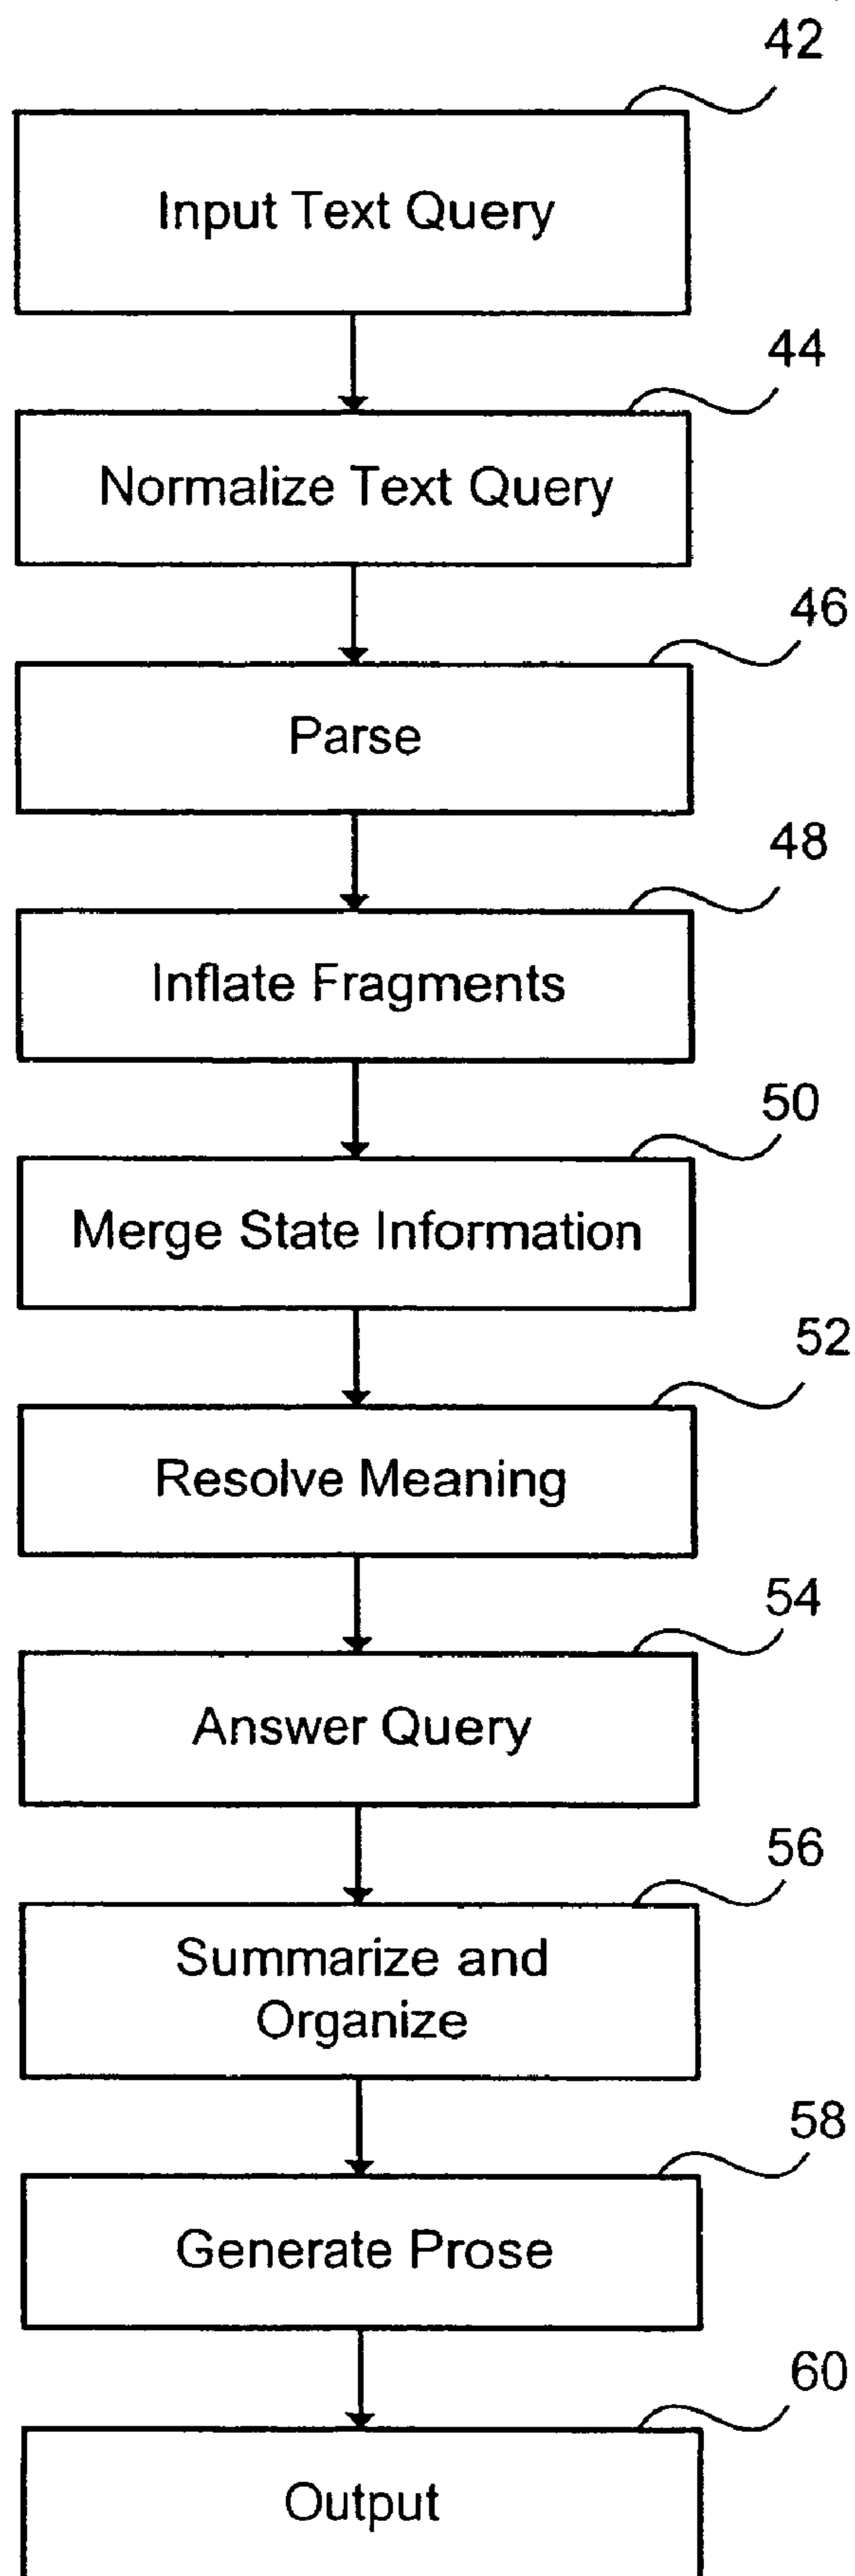 42
Input Text Query
44
Normalize Text Query
46
Parse
48
Inflate Fragments
50
Merge State Information
52
Resolve Meaning
54
Answer Query
56
Summarize and
Organize
58
Generate Prose
60
Output